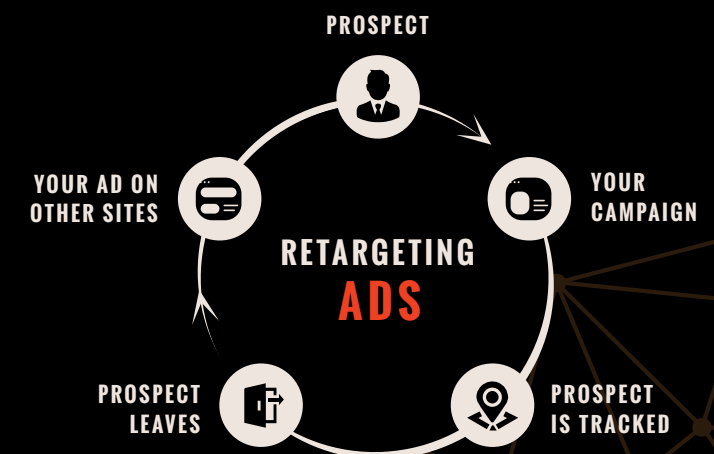 PROSPECT
YOUR AD ON
OTHER SITES
YOUR
CAMPAIGN
RETARGETING
ADS
PROSPECT
LEAVES
PROSPECT
IS TRACKED